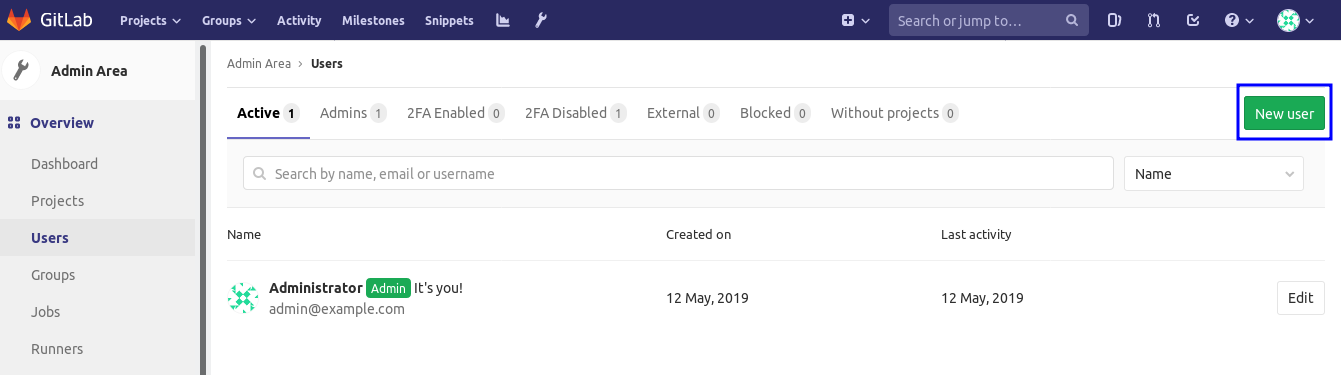 GitLab Projects Groups Activity Milestones Snippets Search or jump to...
Admin Area
Admin Area > Users
Active 1 Admins 1 2FA Enabled 0 2FA Disabled 1 External 0 Blocked 0 Without projects 0 New user
Overview
Dashboard
Projects
Users
Groups
Jobs
Runners
Search by name, email or username Name
Name Created on Last activity
Administrator Admin It's you! 12 May, 2019 12 May, 2019 Edit
admin@example.com